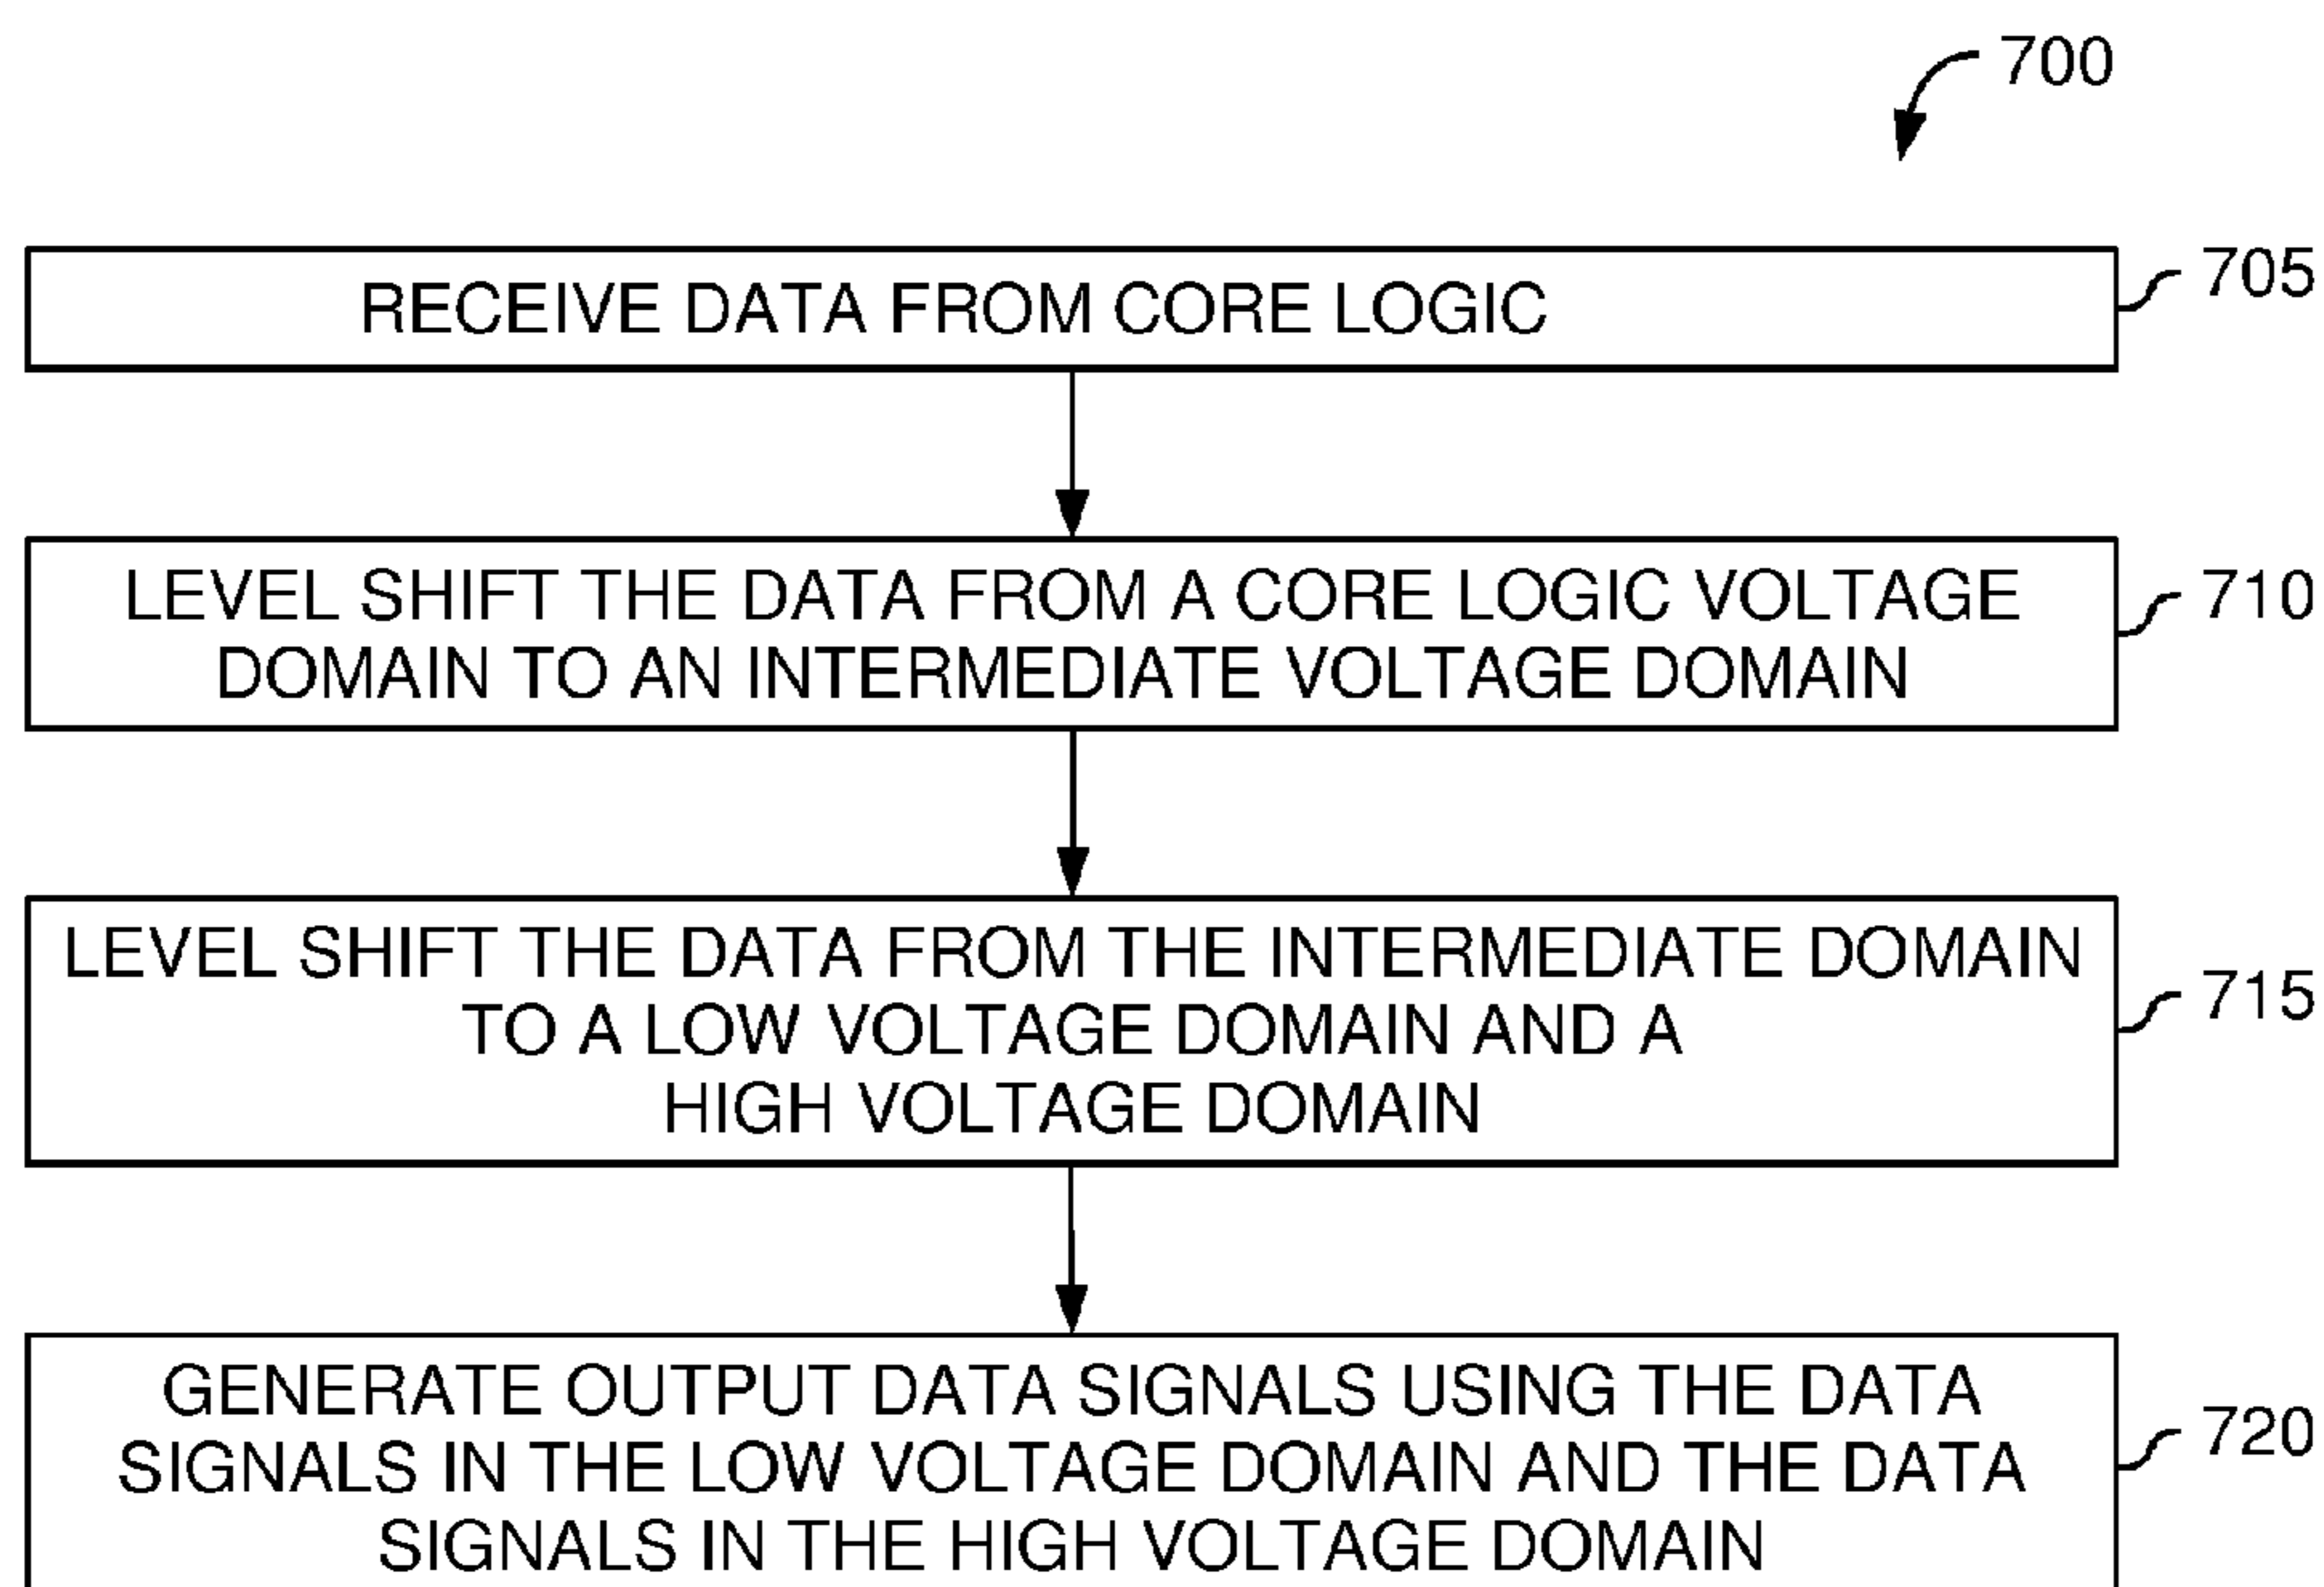 700
RECEIVE DATA FROM CORE LOGIC
705
LEVEL SHIFT THE DATA FROM A CORE LOGIC VOLTAGE
DOMAIN TO AN INTERMEDIATE VOLTAGE DOMAIN
710
LEVEL SHIFT THE DATA FROM THE INTERMEDIATE DOMAIN
TO A LOW VOLTAGE DOMAIN AND A
HIGH VOLTAGE DOMAIN
715
GENERATE OUTPUT DATA SIGNALS USING THE DATA
SIGNALS IN THE LOW VOLTAGE DOMAIN AND THE DATA
SIGNALS IN THE HIGH VOLTAGE DOMAIN
720